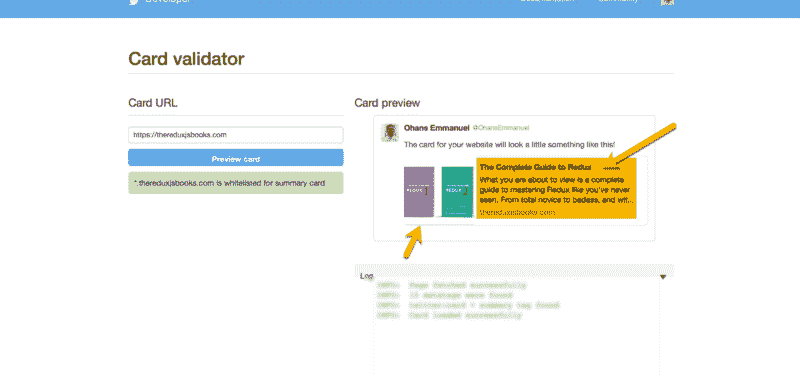 Developer
Card validator
Card URL
https://thereduxjsbooks.com
Preview card
*.thereduxjsbooks.com is whitelisted for summary card
Card preview
Ohans Emmanuel @OhansEmmanuel
The card for your website will look a little something like this!
REDUX
REDUX
The Complete Guide to Redux
What you are about to view is a complete
guide to mastering Redux like you've never
seen. From total novice to badass, and wit...
thereduxjsbooks.com
Log
INFO: Page fetched successfully
INFO: 13 metatags were found
INFO: twitter:card = summary tag found
INFO: Card loaded successfully